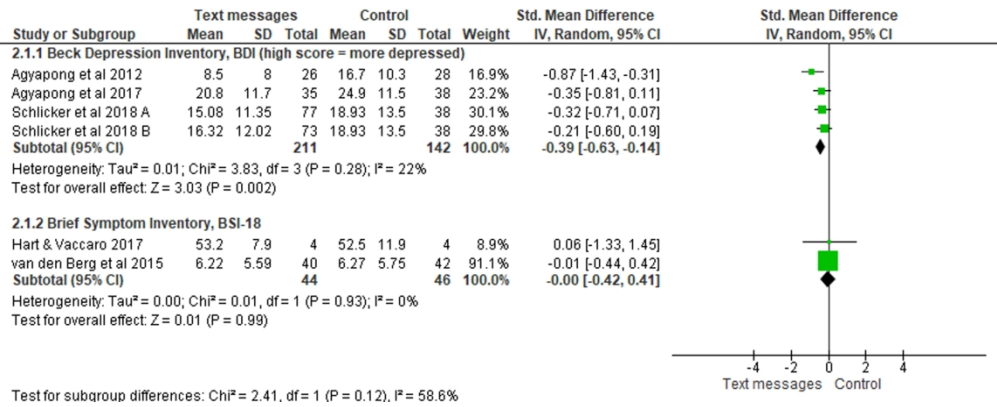 Text messages Control Std. Mean Difference Std. Mean Difference
Study or Subgroup Mean SD Total Mean SD Total Weight IV, Random, 95% CI IV, Random, 95% CI
2.1.1 Beck Depression Inventory, BDI (high score = more depressed)
Agyapong et al 2012 8.5 8 26 16.7 10.3 28 16.9% -0.87 [-1.43, -0.31]
Agyapong et al 2017 20.8 11.7 35 24.9 11.5 38 23.2% -0.35 [-0.81, 0.11]
Schlicker et al 2018 A 15.08 11.35 77 18.93 13.5 38 30.1% -0.32 [-0.71, 0.07]
Schlicker et al 2018 B 16.32 12.02 73 18.93 13.5 38 29.8% -0.21 [-0.60, 0.19]
Subtotal (95% CI) 211 142 100.0% -0.39 [-0.63, -0.14]
Heterogeneity: Tau² = 0.01; Chi² = 3.83, df = 3 (P = 0.28); I² = 22%
Test for overall effect: Z = 3.03 (P = 0.002)
2.1.2 Brief Symptom Inventory, BSI-18
Hart & Vaccaro 2017 53.2 7.9 4 52.5 11.9 4 8.9% 0.06 [-1.33, 1.45]
van den Berg et al 2015 6.22 5.59 40 6.27 5.75 42 91.1% -0.01 [-0.44, 0.42]
Subtotal (95% CI) 44 46 100.0% -0.00 [-0.42, 0.41]
Heterogeneity: Tau² = 0.00; Chi² = 0.01, df = 1 (P = 0.93); I² = 0%
Test for overall effect: Z = 0.01 (P = 0.99)
-4 -2 0 2 4
Text messages Control
Test for subgroup differences: Chi² = 2.41, df = 1 (P = 0.12), I² = 58.6%